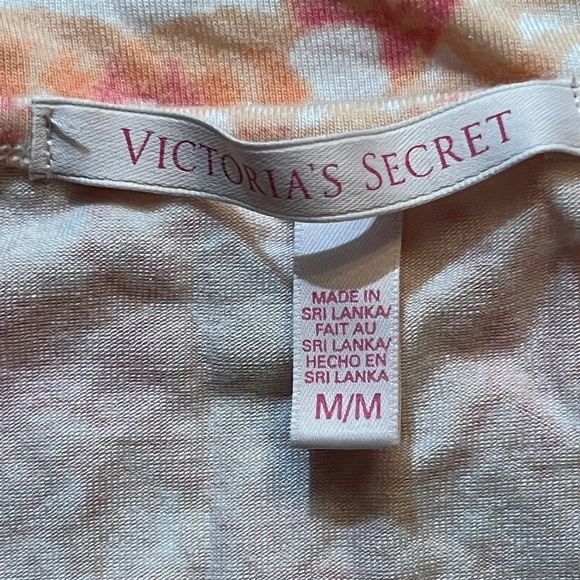 VICTORIA'S SECRET
MADE IN
SRI LANKA/
FAIT AU
SRI LANKA/
HECHO EN
SRI LANKA
M/M